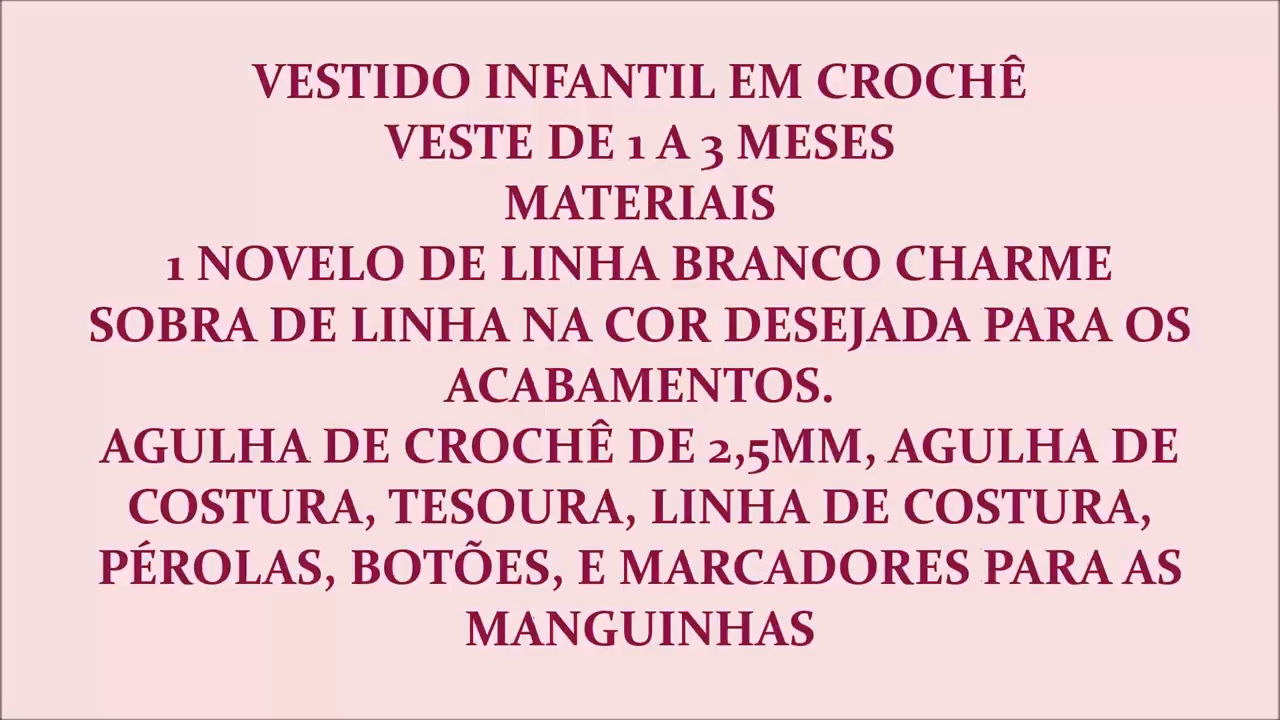 VESTIDO INFANTIL EM CROCHÊ
VESTE DE 1 A 3 MESES
MATERIAIS
1 NOVELO DE LINHA BRANCO CHARME
SOBRA DE LINHA NA COR DESEJADA PARA OS
ACABAMENTOS.
AGULHA DE CROCHÊ DE 2,5MM, AGULHA DE
COSTURA, TESOURA, LINHA DE COSTURA,
PÉROLAS, BOTÕES, E MARCADORES PARA AS
MANGUINHAS